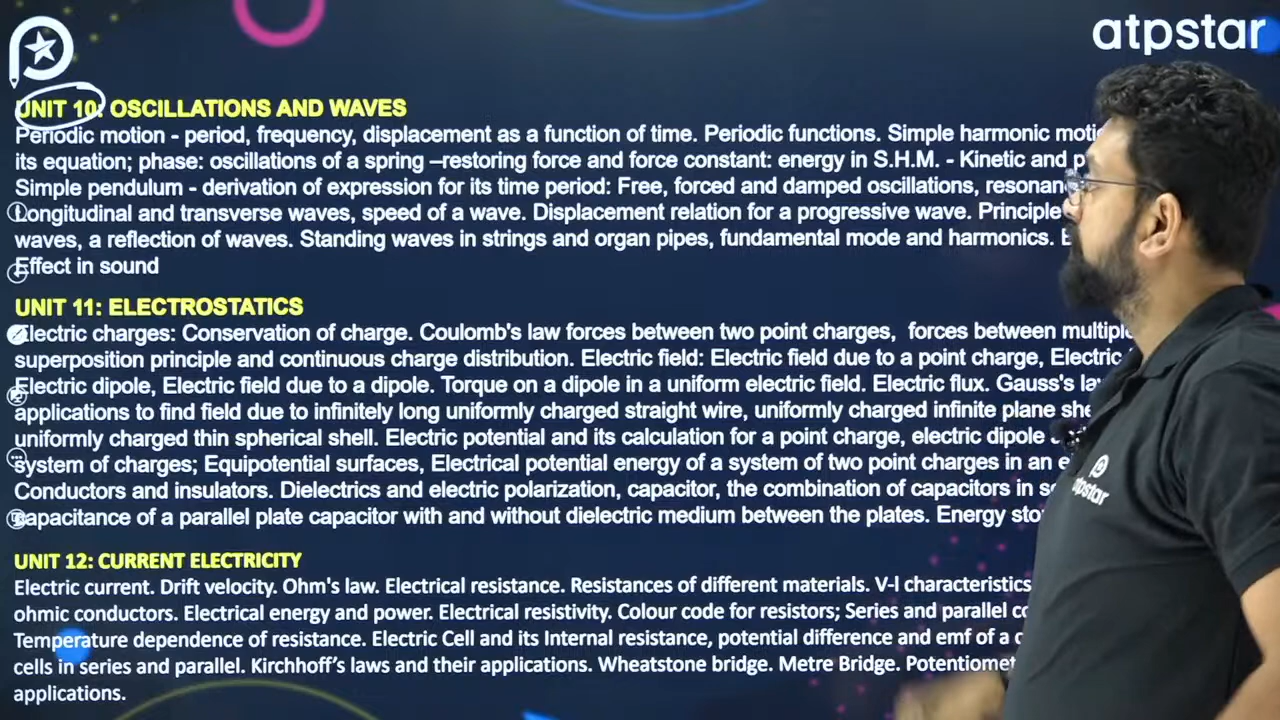 atpstar
UNIT 10: OSCILLATIONS AND WAVES
Periodic motion - period, frequency, displacement as a function of time. Periodic functions. Simple harmonic
its equation; phase: oscillations of a spring –restoring force and force constant: energy in S.H.M. - Kinetic and
Simple pendulum - derivation of expression for its time period: Free, forced and damped oscillations,
Longitudinal and transverse waves, speed of a wave. Displacement relation for a progressive wave. Principle
waves, a reflection of waves. Standing waves in strings and organ pipes, fundamental mode and harmonics.
Effect in sound
UNIT 11: ELECTROSTATICS
Electric charges: Conservation of charge. Coulomb's law forces between two point charges, forces between
superposition principle and continuous charge distribution. Electric field: Electric field due to a point charge, Electric
Electric dipole, Electric field due to a dipole. Torque on a dipole in a uniform electric field. Electric flux. Gauss's
applications to find field due to infinitely long uniformly charged straight wire, uniformly charged infinite plane
uniformly charged thin spherical shell. Electric potential and its calculation for a point charge, electric dipole
system of charges; Equipotential surfaces, Electrical potential energy of a system of two point charges in an
Conductors and insulators. Dielectrics and electric polarization, capacitor, the combination of capacitors in
capacitance of a parallel plate capacitor with and without dielectric medium between the plates. Energy
atpstar
UNIT 12: CURRENT ELECTRICITY
Electric current. Drift velocity. Ohm's law. Electrical resistance. Resistances of different materials. V-l characteristics
ohmic conductors. Electrical energy and power. Electrical resistivity. Colour code for resistors; Series and parallel
Temperature dependence of resistance. Electric Cell and its Internal resistance, potential difference and emf of a
cells in series and parallel. Kirchhoff’s laws and their applications. Wheatstone bridge. Metre Bridge.
applications.